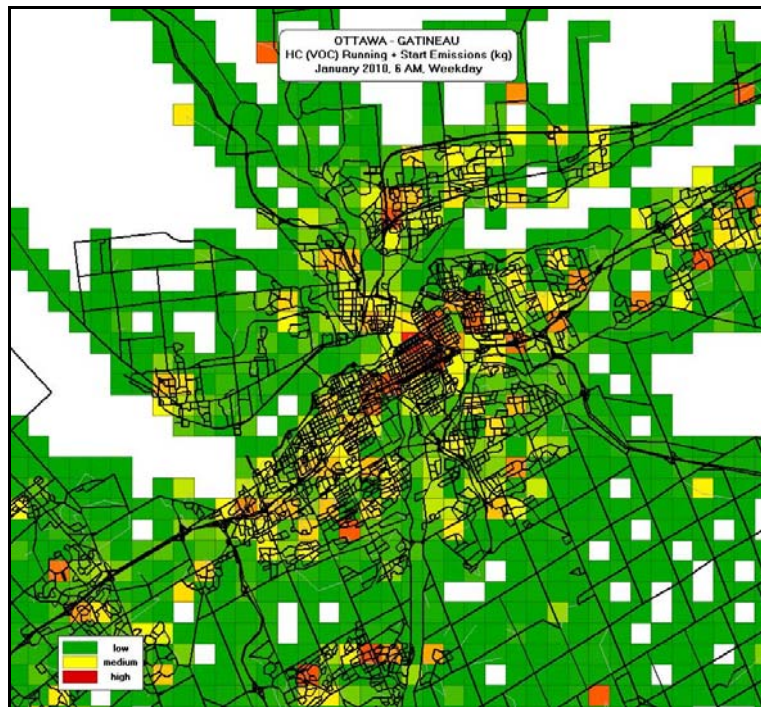 OTTAWA - GATINEAU
HC (VOC) Running + Start Emissions (kg)
January 2010, 6 AM, Weekday
low
medium
high